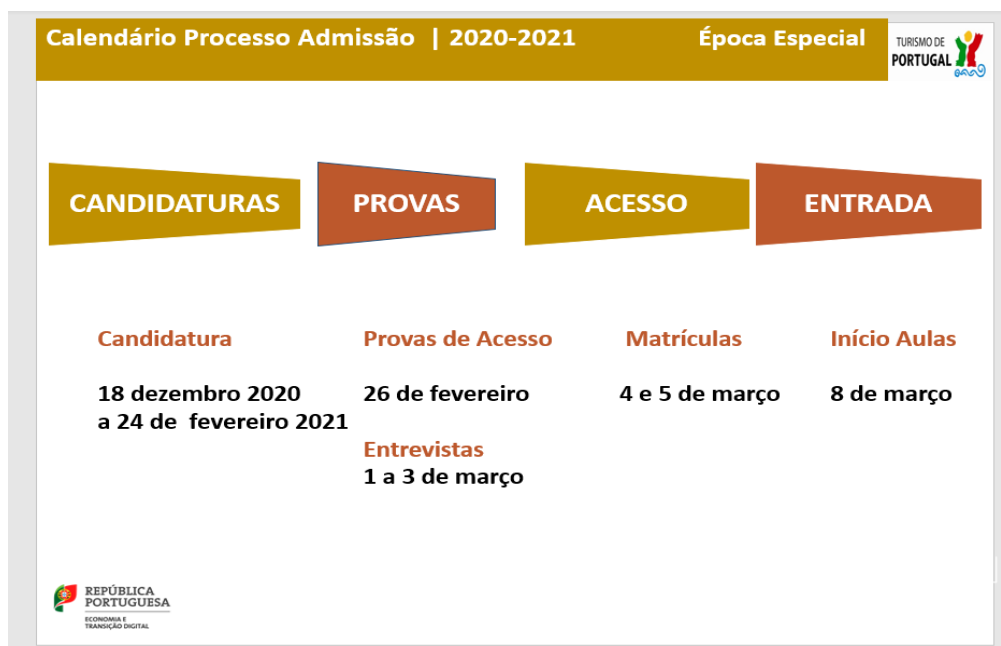 Calendário Processo Admissão | 2020-2021 Época Especial
TURISMO DE
PORTUGAL
CANDIDATURAS
PROVAS
ACESSO
ENTRADA
Candidatura
18 dezembro 2020
a 24 de fevereiro 2021
Provas de Acesso
26 de fevereiro
Entrevistas
1 a 3 de março
Matrículas
4 e 5 de março
Início Aulas
8 de março
REPÚBLICA
PORTUGUESA
ECONOMIA E
TRANSIÇÃO DIGITAL